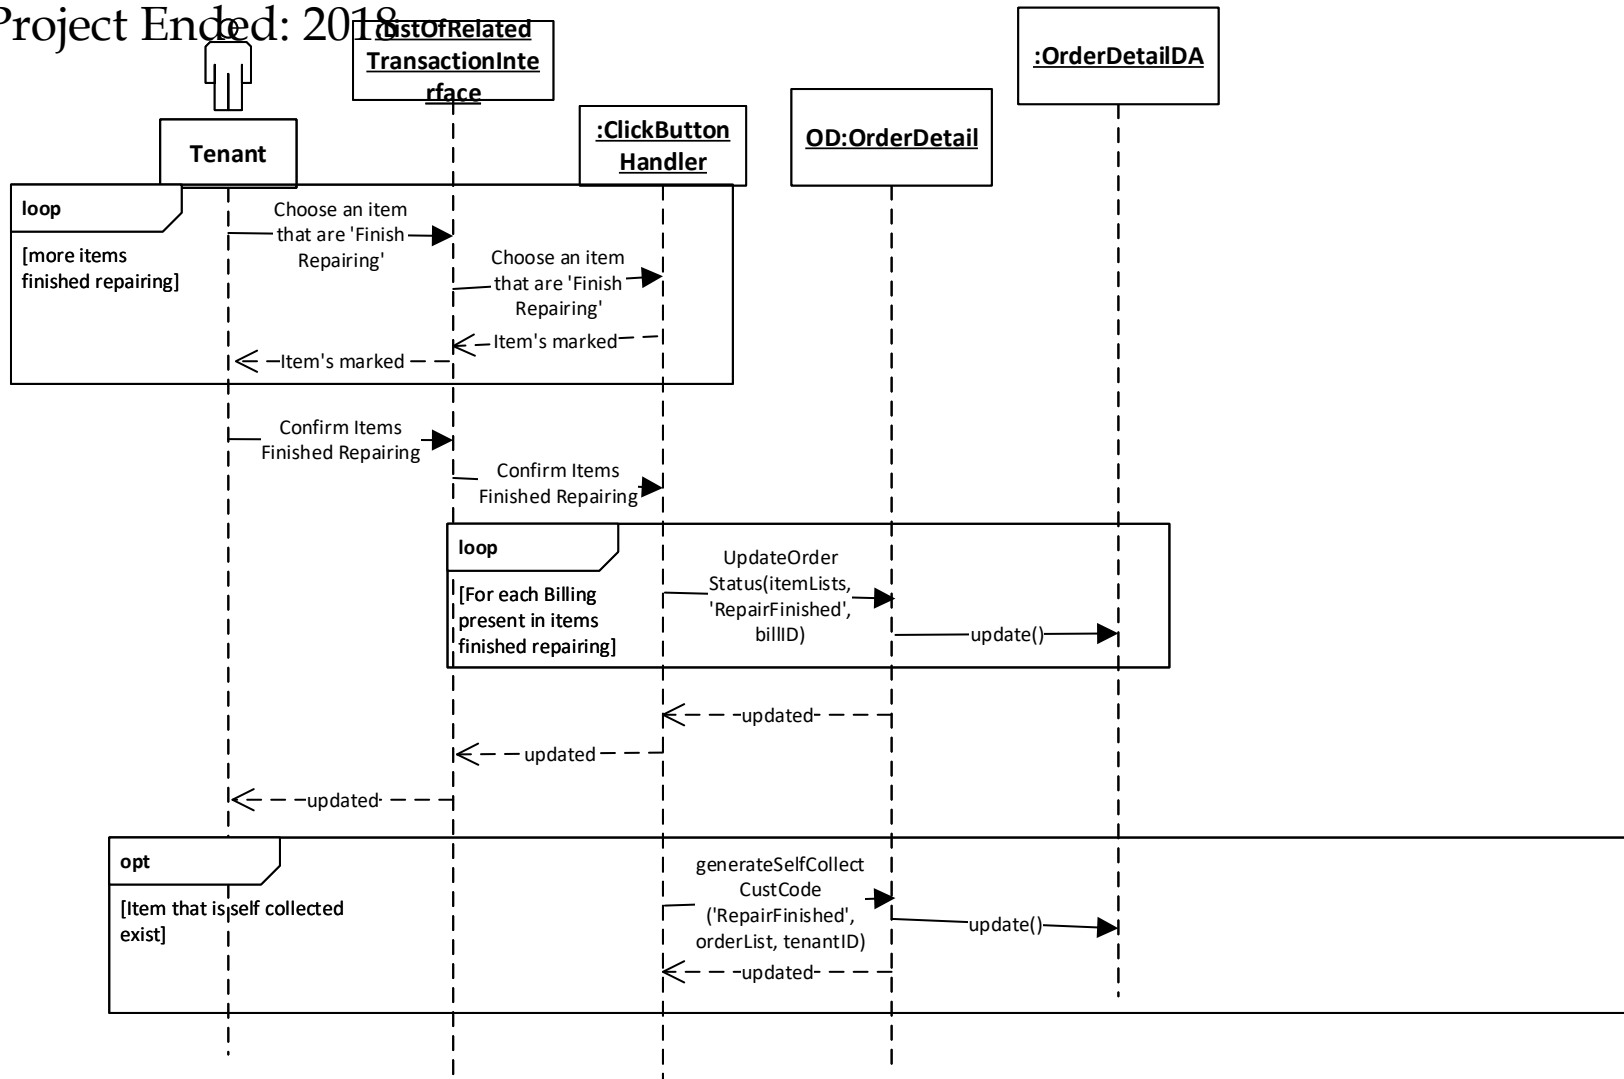 Project Ended: 2018
:ListOfRelated
TransactionInte
rface
:OrderDetailDA
:ClickButton
Handler
OD:OrderDetail
Tenant
loop
[more items
finished repairing]
Choose an item
that are 'Finish
Repairing'
Choose an item
that are 'Finish
Repairing'
Item's marked
Item's marked
Confirm Items
Finished Repairing
Confirm Items
Finished Repairing
loop
[For each Billing
present in items
finished repairing]
UpdateOrder
Status(itemLists,
'RepairFinished',
billID)
update()
updated
updated
updated
opt
[Item that is self collected
exist]
generateSelfCollect
CustCode
('RepairFinished',
orderList, tenantID)
update()
updated